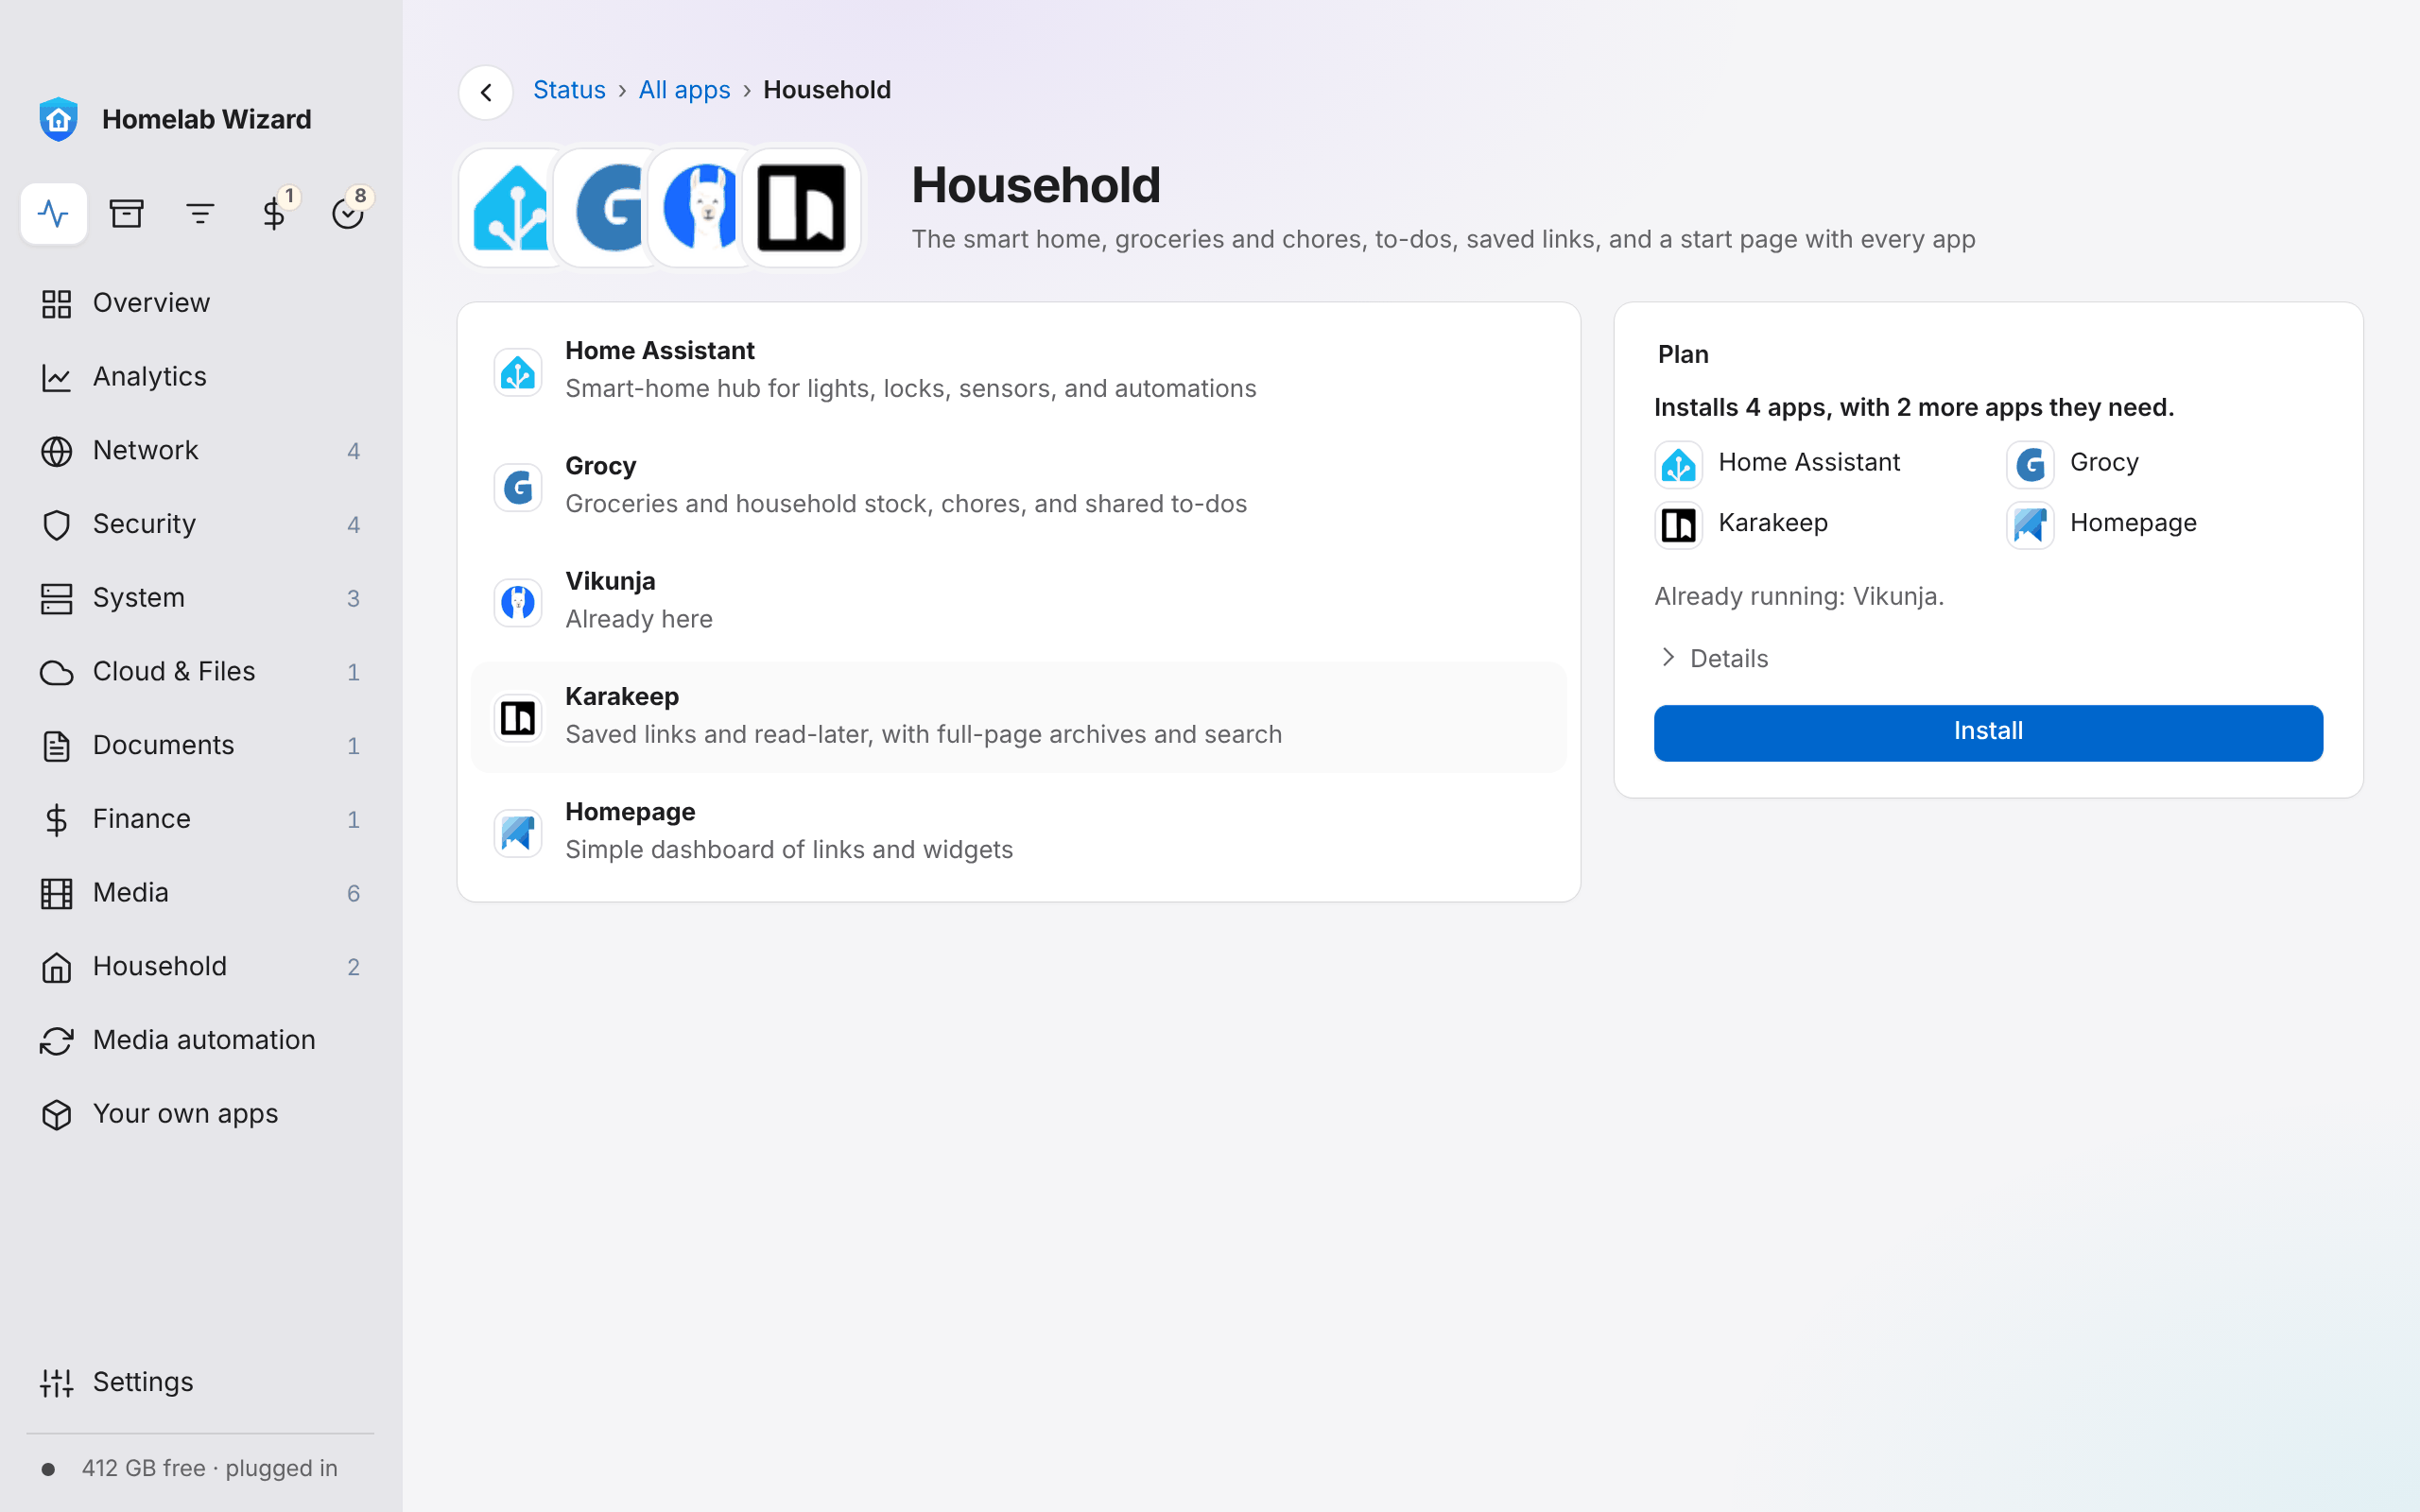 Homelab Wizard
1
8
Overview
Analytics
Network 4
Security 4
System 3
Cloud & Files 1
Documents 1
Finance 1
Media 6
Household 2
Media automation
Your own apps
Settings
412 GB free · plugged in
Status › All apps › Household
Household
The smart home, groceries and chores, to-dos, saved links, and a start page with every app
Home Assistant
Smart-home hub for lights, locks, sensors, and automations
Grocy
Groceries and household stock, chores, and shared to-dos
Vikunja
Already here
Karakeep
Saved links and read-later, with full-page archives and search
Homepage
Simple dashboard of links and widgets
Plan
Installs 4 apps, with 2 more apps they need.
Home Assistant Grocy
Karakeep Homepage
Already running: Vikunja.
Details
Install